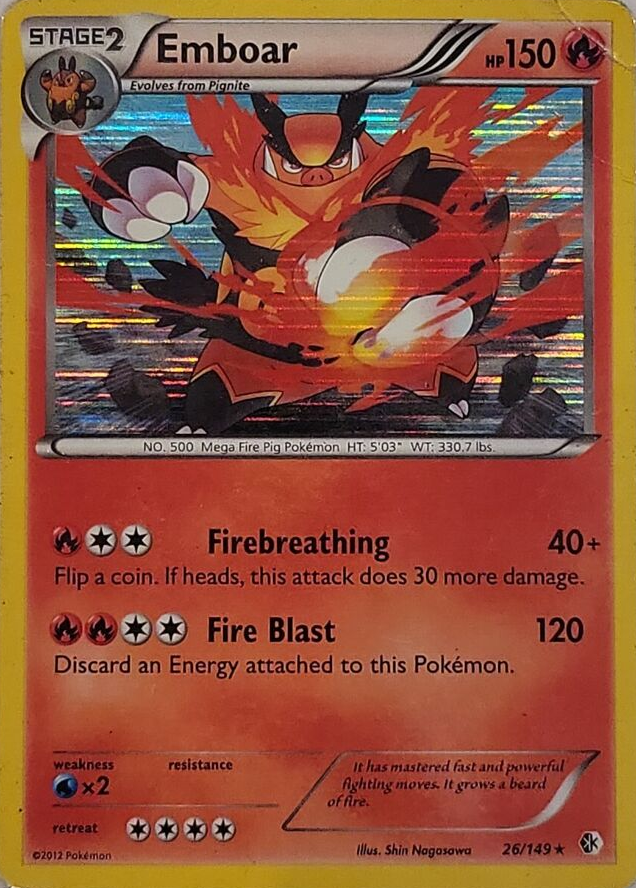 STAGE2
Emboar
HP150
Evolves from Pignite
NO. 500 Mega Fire Pig Pokémon HT: 5'03" WT: 330.7 lbs.
Firebreathing 40+
Flip a coin. If heads, this attack does 30 more damage.
Fire Blast 120
Discard an Energy attached to this Pokémon.
weakness resistance
×2
It has mastered fast and powerful
fighting moves. It grows a beard
of fire.
retreat
©2012 Pokémon
Illus. Shin Nagasawa
26/149★